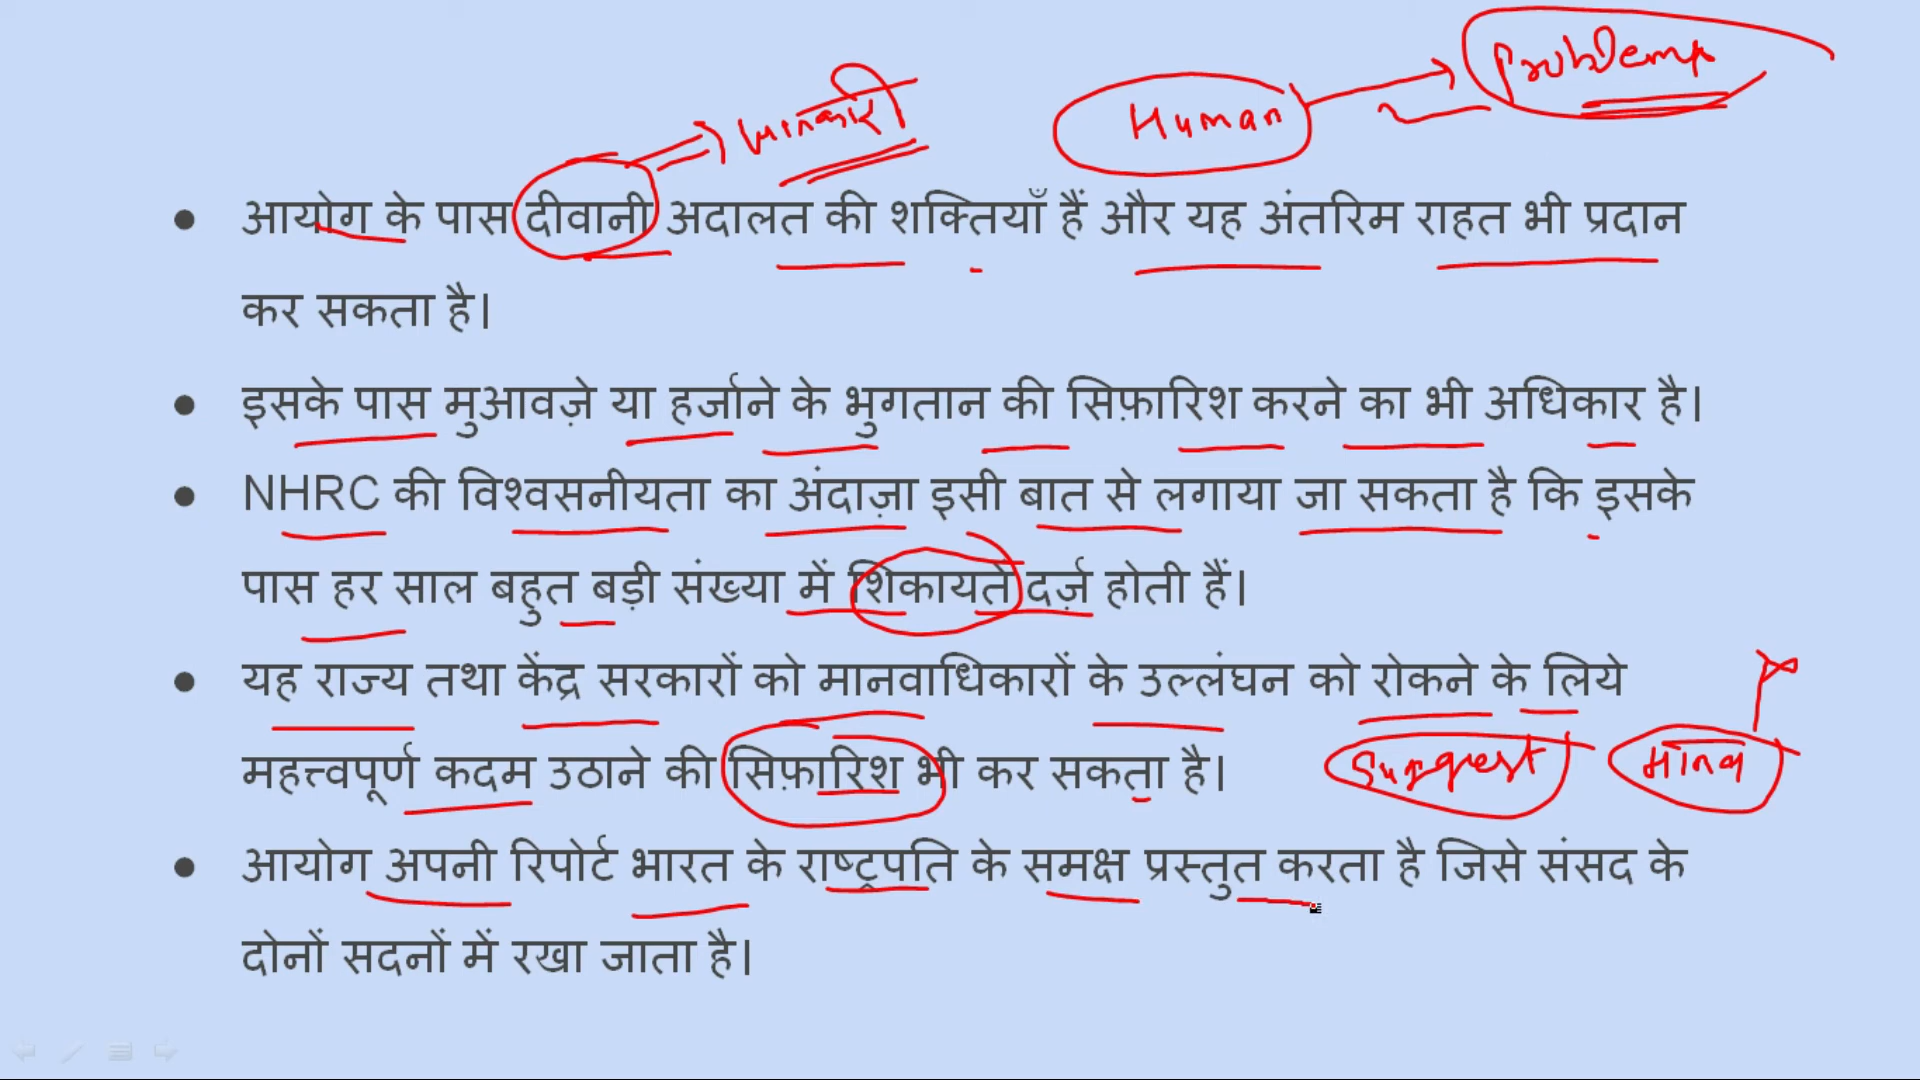 Problems
Human
आयोग के पास दीवानी अदालत की शक्तियाँ हैं और यह अंतरिम राहत भी प्रदान
कर सकता है।
इसके पास मुआवज़े या हर्जाने के भुगतान की सिफ़ारिश करने का भी अधिकार है।
NHRC की विश्वसनीयता का अंदाज़ा इसी बात से लगाया जा सकता है कि इसके
पास हर साल बहुत बड़ी संख्या में शिकायतें दर्ज़ होती हैं।
यह राज्य तथा केंद्र सरकारों को मानवाधिकारों के उल्लंघन को रोकने के लिये
महत्त्वपूर्ण कदम उठाने की सिफ़ारिश भी कर सकता है।
Suggest मानव
आयोग अपनी रिपोर्ट भारत के राष्ट्रपति के समक्ष प्रस्तुत करता है जिसे संसद के
दोनों सदनों में रखा जाता है।